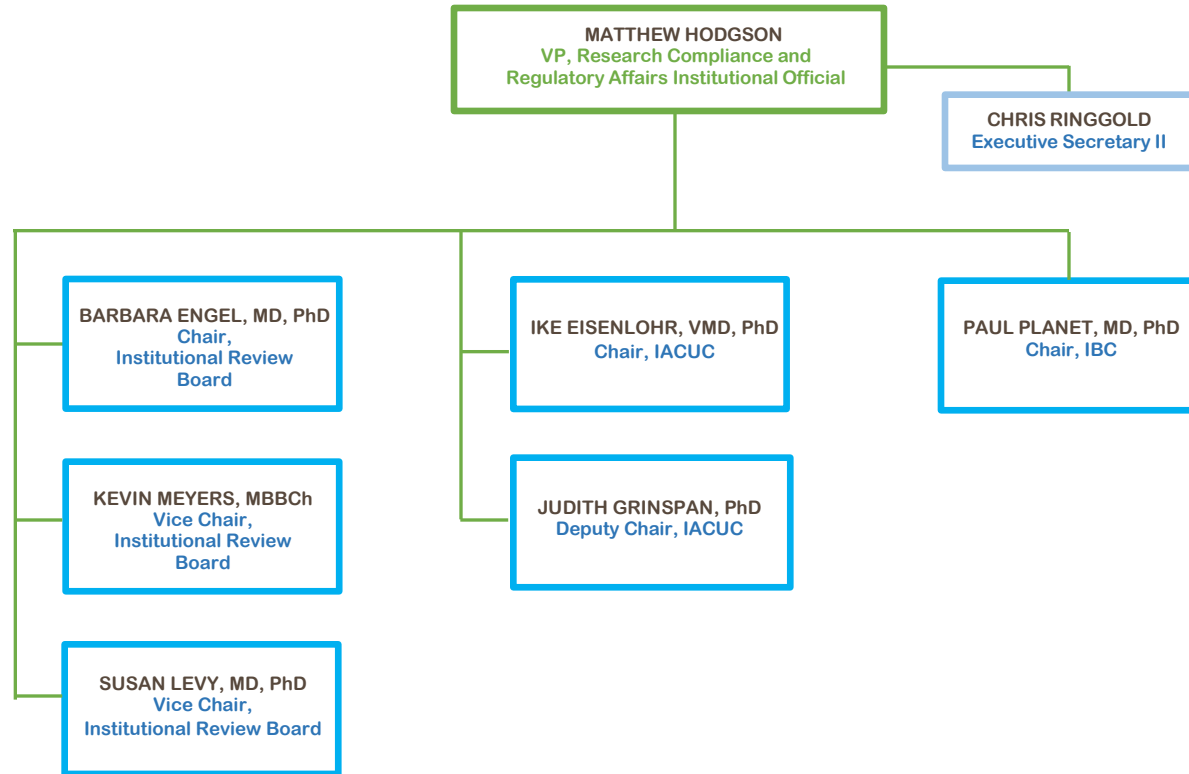 MATTHEW HODGSON
VP, Research Compliance and
Regulatory Affairs Institutional Official
CHRIS RINGGOLD
Executive Secretary II
BARBARA ENGEL, MD, PhD
Chair,
Institutional Review
Board
IKE EISENLOHR, VMD, PhD
Chair, IACUC
PAUL PLANET, MD, PhD
Chair, IBC
KEVIN MEYERS, MBBCh
Vice Chair,
Institutional Review
Board
JUDITH GRINSPAN, PhD
Deputy Chair, IACUC
SUSAN LEVY, MD, PhD
Vice Chair,
Institutional Review Board